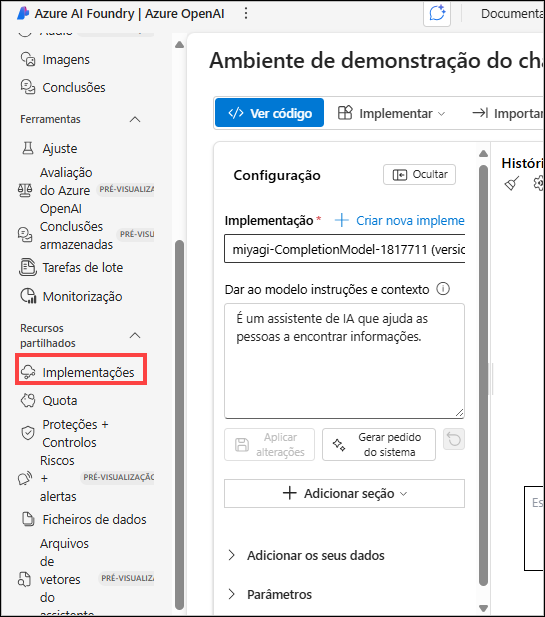 Azure AI Foundry | Azure OpenAI
Documenta
Áudio
Imagens
Conclusões
Ferramentas
Ajuste
Avaliação
do Azure
OpenAI
PRÉ-VISUALIZA
Conclusões
armazenadas
PRÉ-VISU
Tarefas de lote
Monitorização
Recursos
partilhados
Implementações
Quota
Proteções +
Controlos
Riscos
+
alertas
PRÉ-VISUALIZAÇÃO
Ficheiros de dados
Arquivos
de
vetores
do
assistente
PRÉ-VISUALIZA
Ambiente de demonstração do cha
Ver código
Implementar
Importar
Configuração
Ocultar
Implementação *
Criar nova impleme
miyagi-CompletionModel-1817711 (versic
Dar ao modelo instruções e contexto
É um assistente de IA que ajuda as
pessoas a encontrar informações.
Aplicar
alterações
Gerar pedido
do sistema
Adicionar seção
Adicionar os seus dados
Parâmetros
Históri
Es